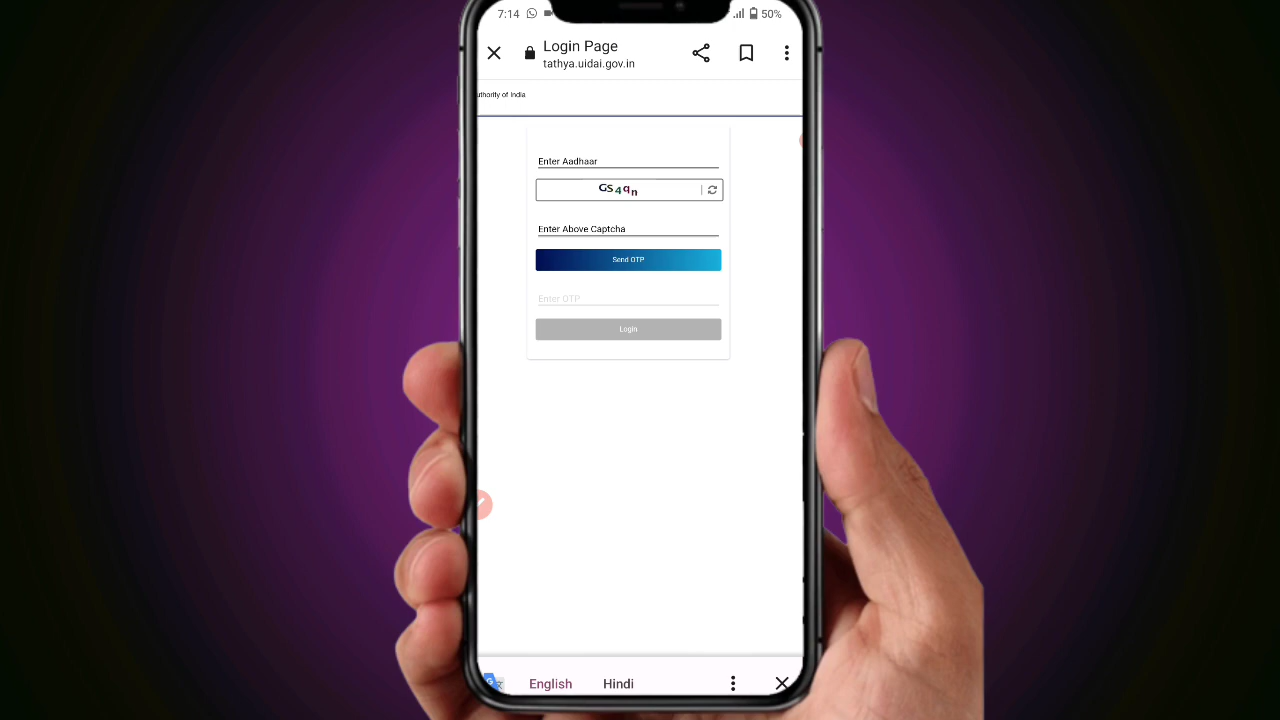 7:14 50%
Login Page
tathya.uidai.gov.in
uthority of India
Enter Aadhaar
GS4qn
Enter Above Captcha
Send OTP
Enter OTP
Login
English Hindi